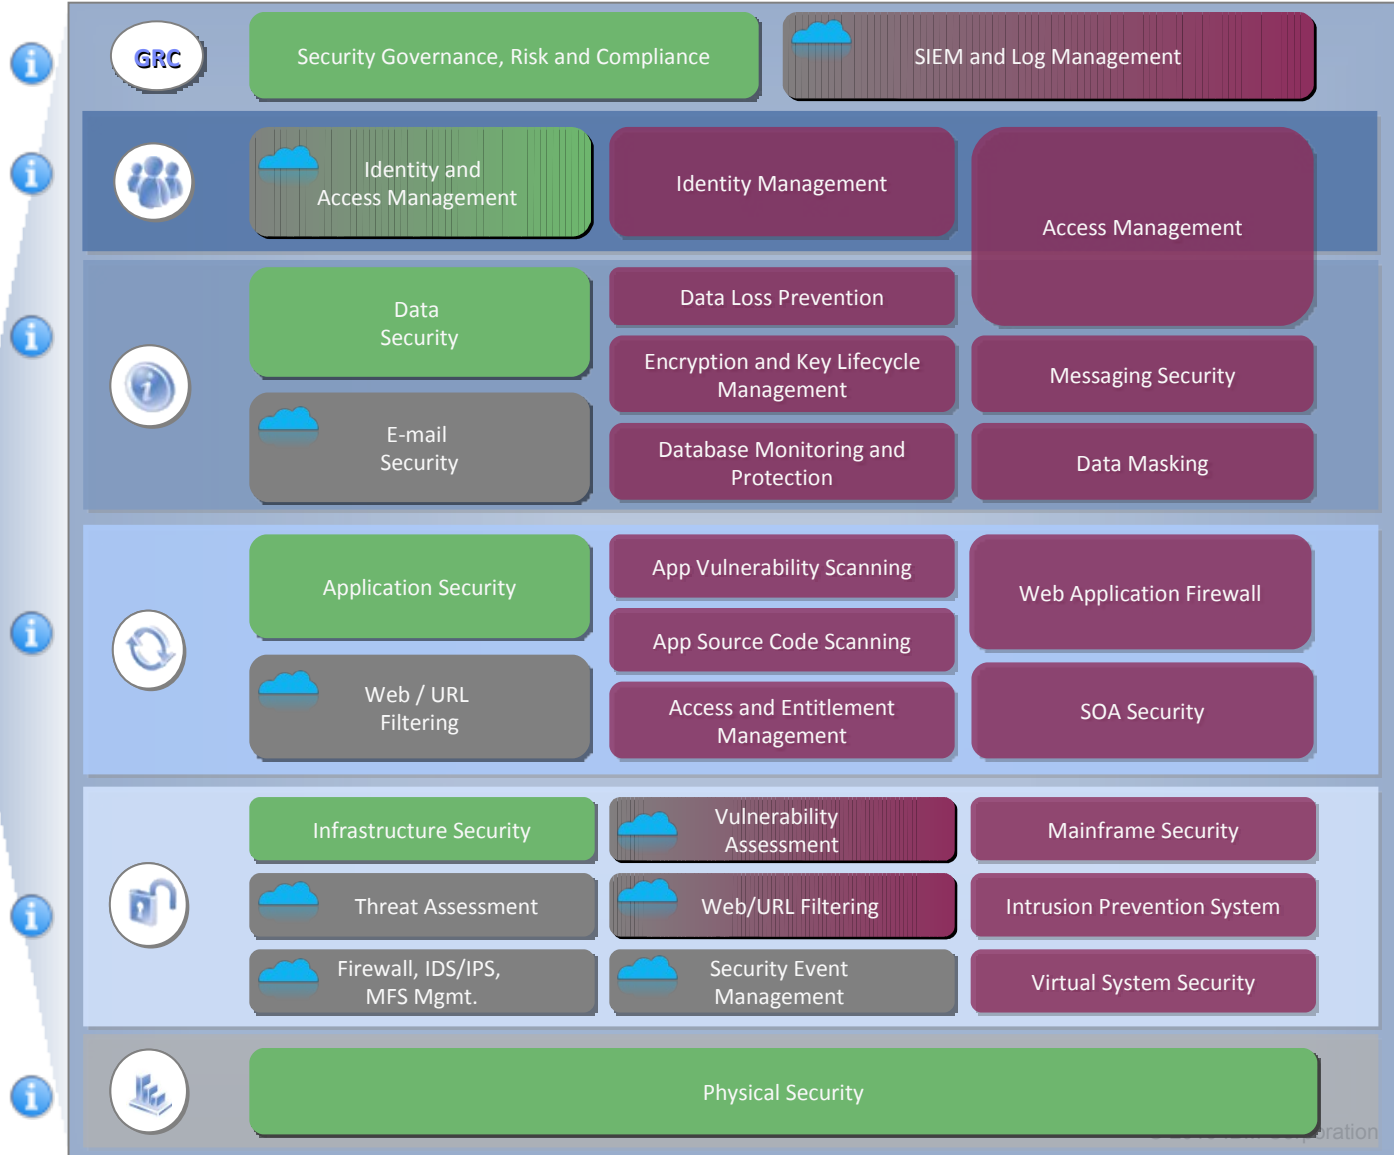 GRC
Security Governance, Risk and Compliance
SIEM and Log Management
Identity and
Access Management
Identity Management
Access Management
Data
Security
Data Loss Prevention
Encryption and Key Lifecycle
Management
Messaging Security
E-mail
Security
Database Monitoring and
Protection
Data Masking
Application Security
App Vulnerability Scanning
Web Application Firewall
App Source Code Scanning
Web / URL
Filtering
Access and Entitlement
Management
SOA Security
Infrastructure Security
Vulnerability
Assessment
Mainframe Security
Threat Assessment
Web/URL Filtering
Intrusion Prevention System
Firewall, IDS/IPS,
MFS Mgmt.
Security Event
Management
Virtual System Security
Physical Security